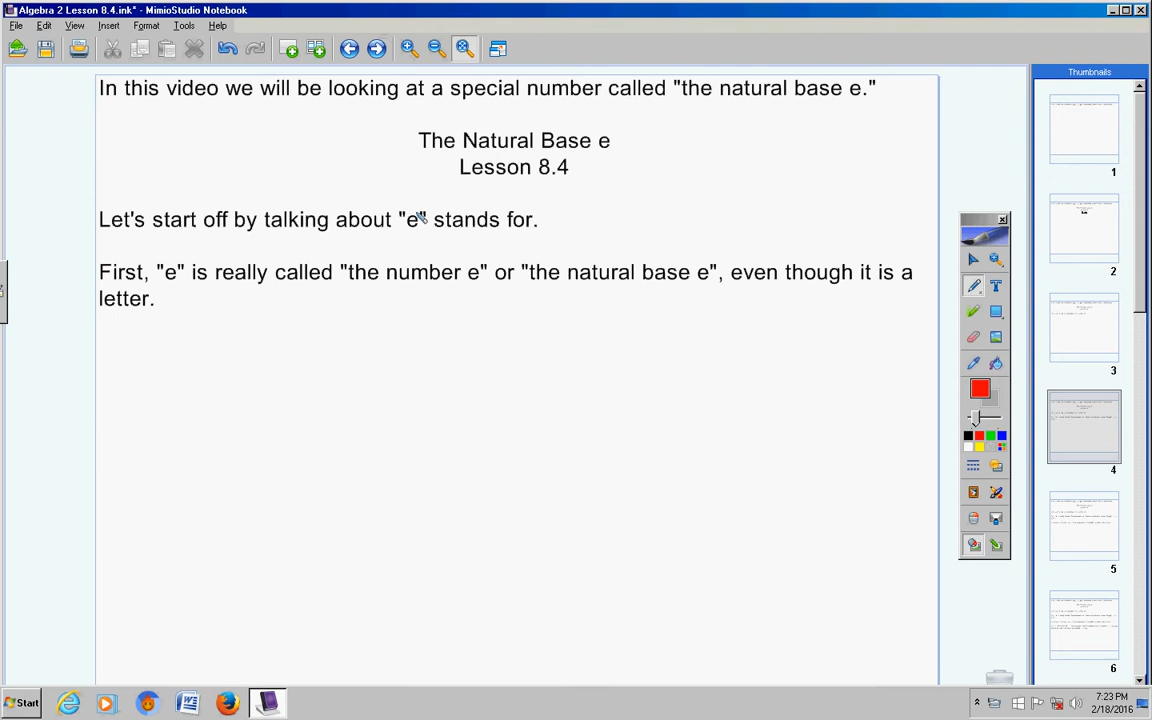 Algebra 2 Lesson 8.4.ink* - MimioStudio Notebook
File Edit View Insert Format Tools Help
In this video we will be looking at a special number called "the natural base e."
The Natural Base e
Lesson 8.4
Let's start off by talking about "e" stands for.
First, "e" is really called "the number e" or "the natural base e", even though it is a
letter.
Thumbnails
1
2
3
4
5
6
Start
7:23 PM
2/18/2016